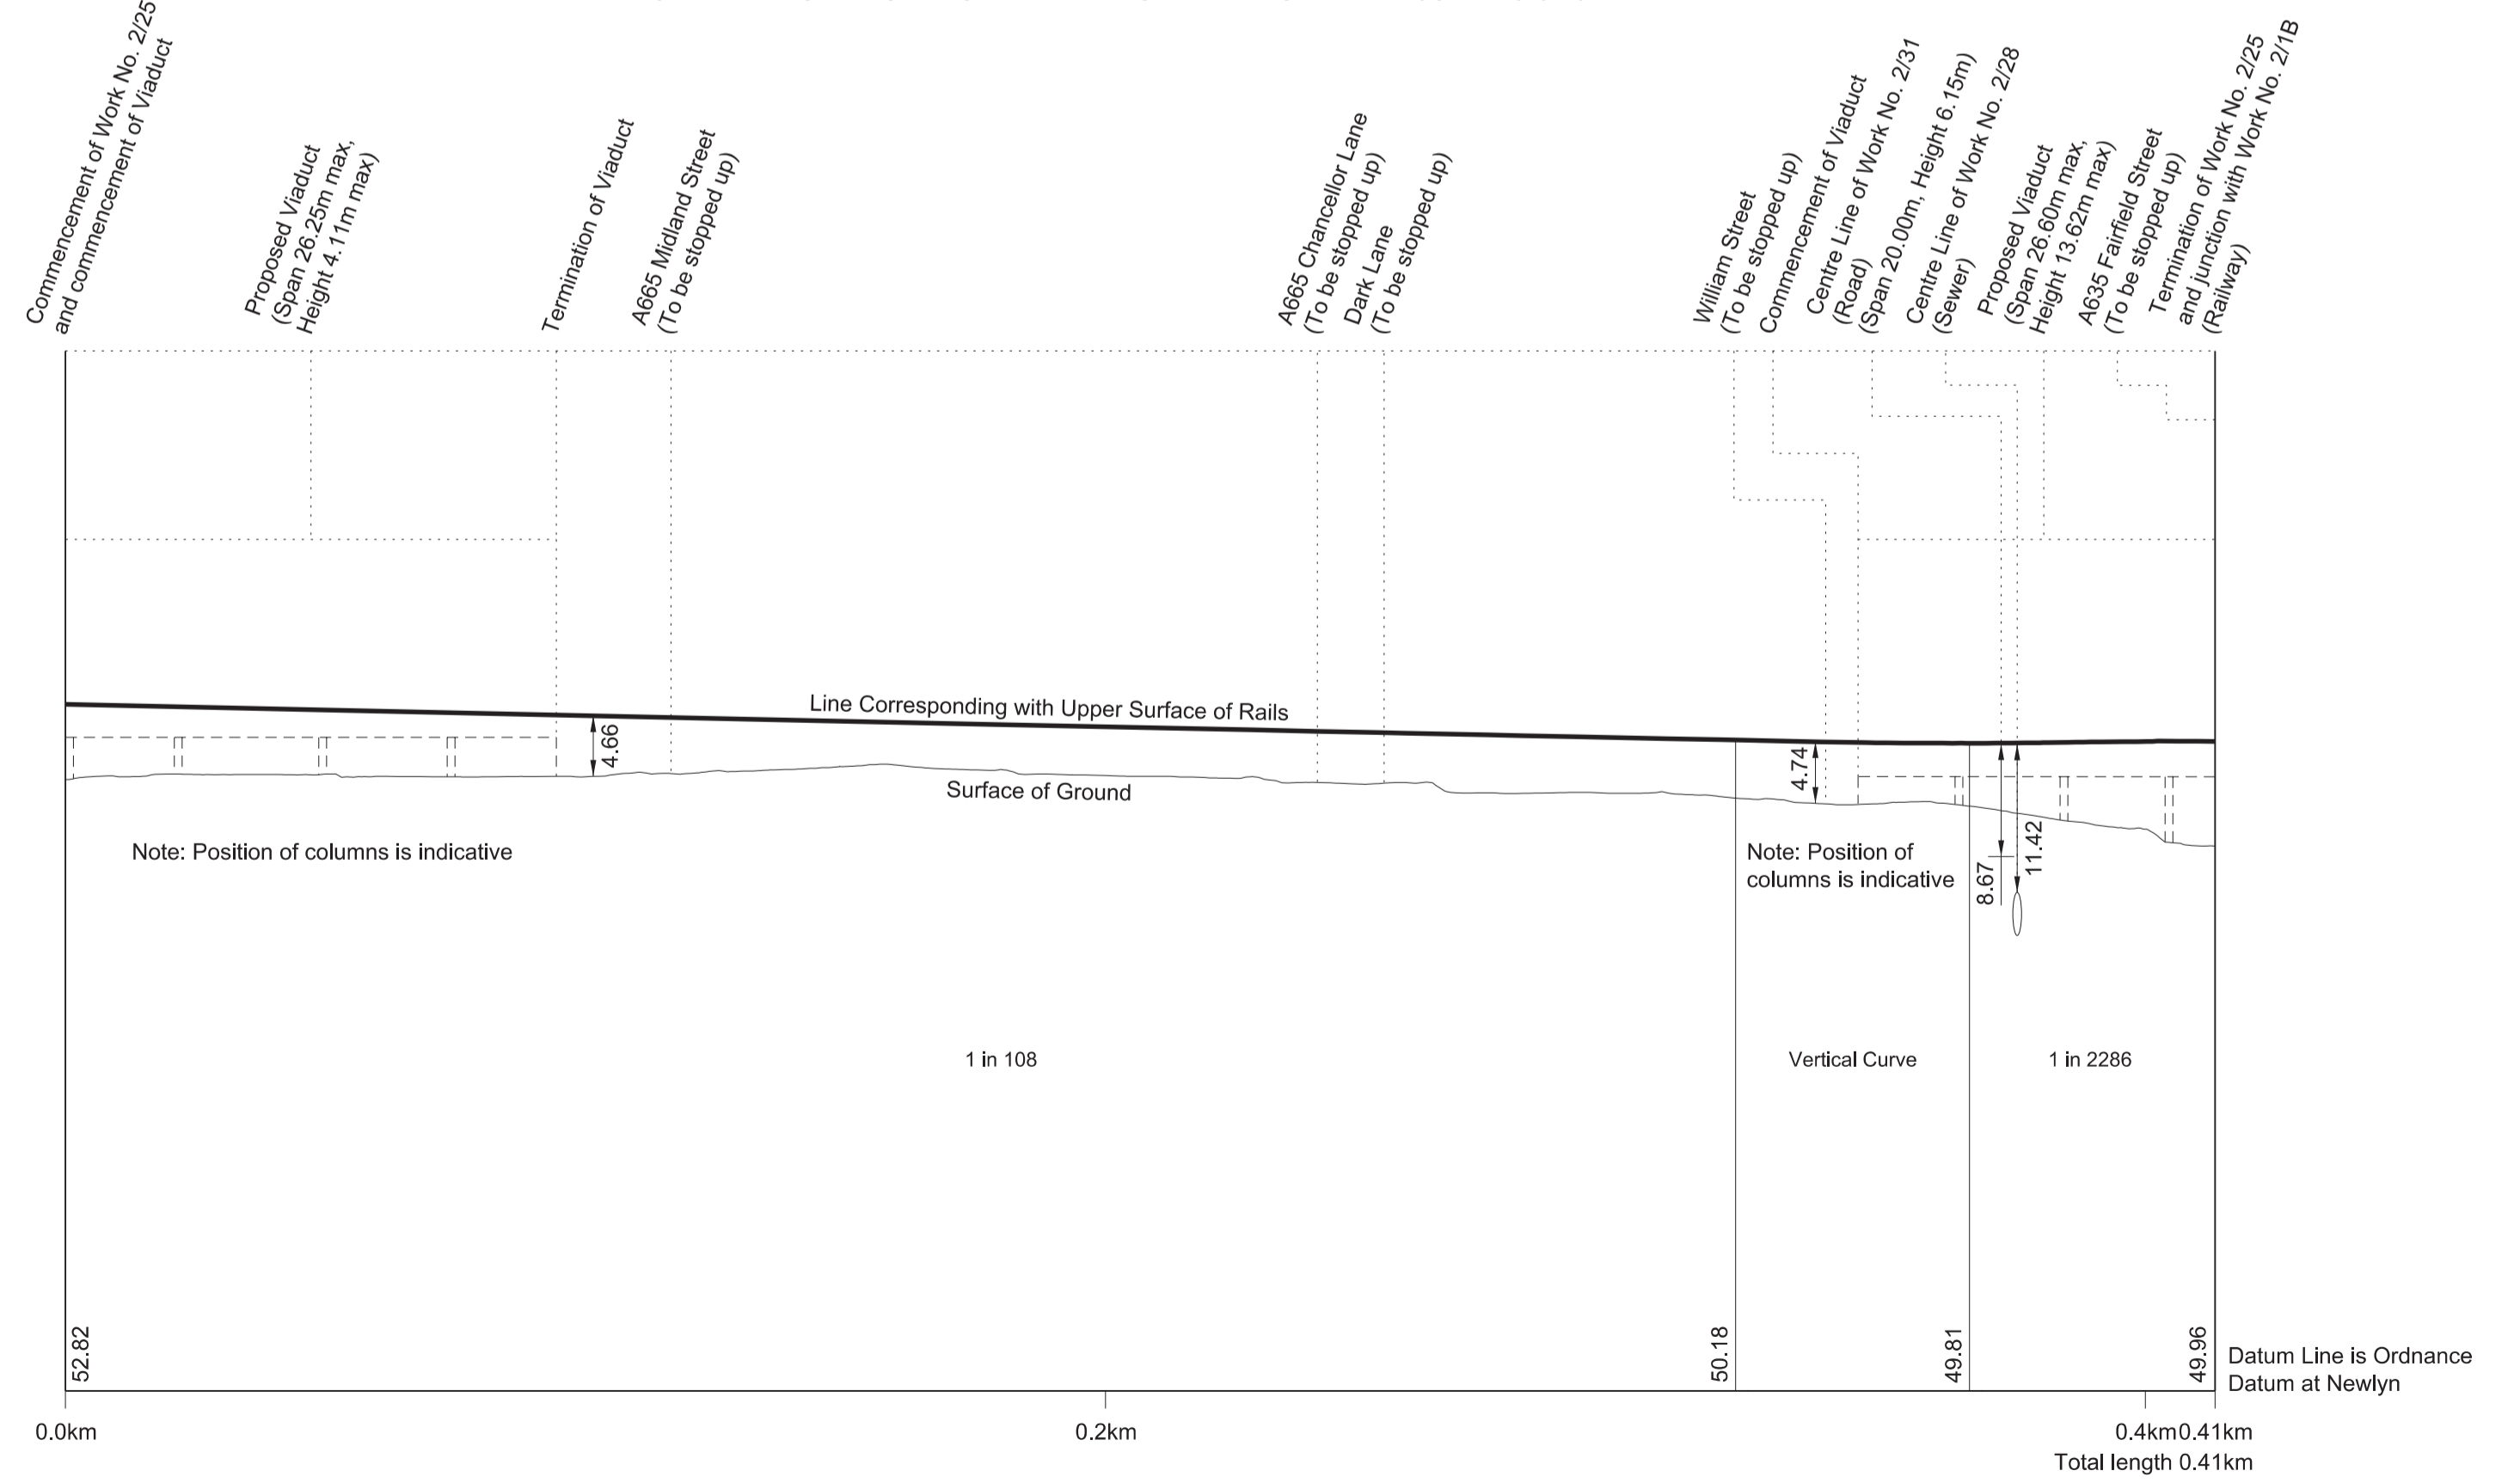 Commencement of Work No. 2/25
and commencement of Viaduct
Proposed Viaduct
(Span 26.25m max,
Height 4.11m max)
Termination of Viaduct
A665 Midland Street
(To be stopped up)
A665 Chancellor Lane
(To be stopped up)
Dark Lane
(To be stopped up)
William Street
(To be stopped up)
Commencement of Viaduct
Centre Line of Work No. 2/31
(Road)
(Span 20.00m, Height 6.15m)
Centre Line of Work No. 2/28
(Sewer)
Proposed Viaduct
(Span 26.60m max,
Height 13.62m max)
A635 Fairfield Street
(To be stopped up)
Termination of Work No. 2/25
and junction with Work No. 2/1B
(Railway)
Line Corresponding with Upper Surface of Rails
4.66
4.74
Surface of Ground
Note: Position of columns is indicative
Note: Position of
columns is indicative
8.67
11.42
1 in 108
Vertical Curve
1 in 2286
52.82
50.18
49.81
49.96
Datum Line is Ordnance
Datum at Newlyn
0.0km
0.2km
0.4km
0.41km
Total length 0.41km